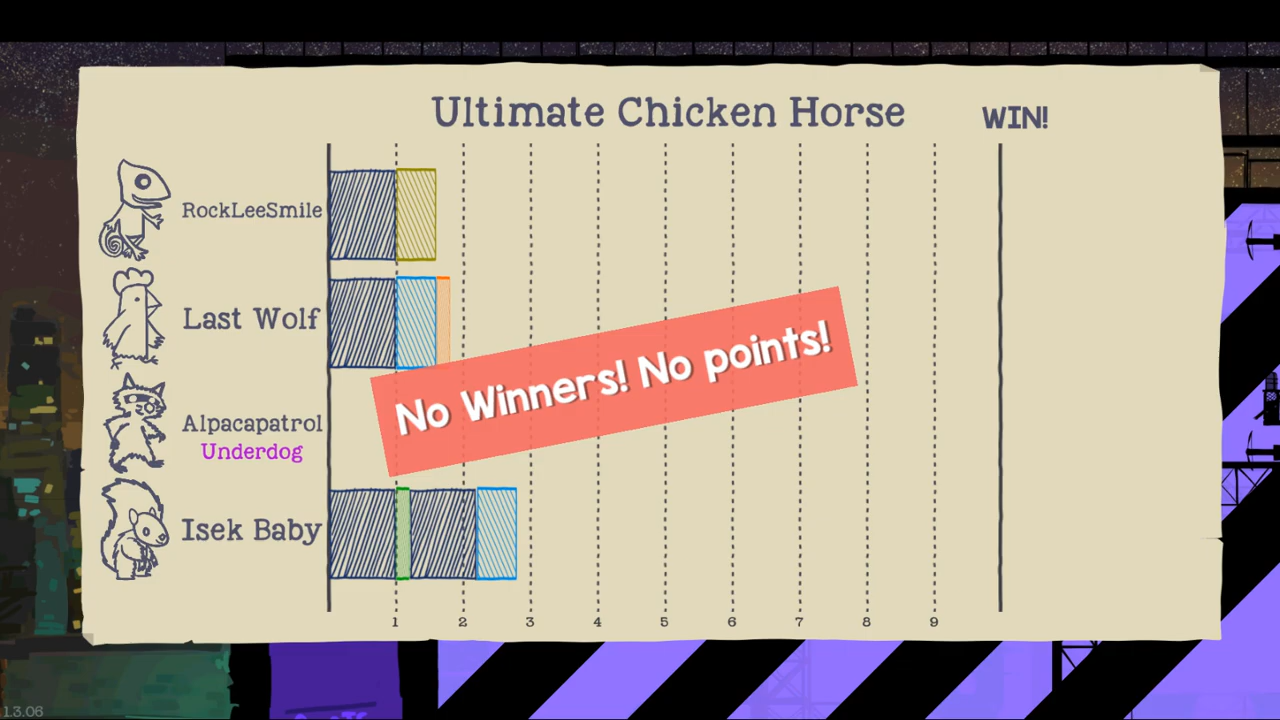 Ultimate Chicken Horse
WIN!
RockLeeSmile
Last Wolf
No Winners! No points!
Alpacapatrol
Underdog
Isek Baby
1 2 3 4 5 6 7 8 9
1.3.06